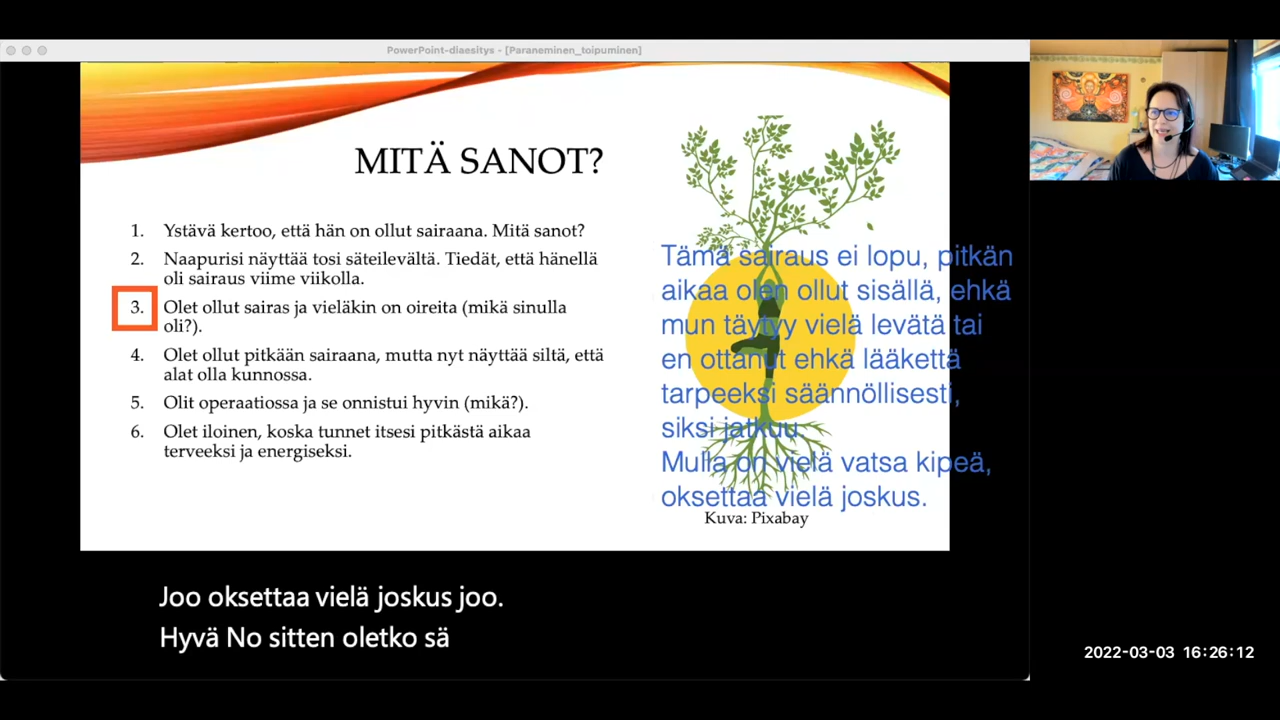 PowerPoint-diaesitys - [Paraneminen_toipuminen]
MITÄ SANOT?
1. Ystävä kertoo, että hän on ollut sairaana. Mitä sanot?
2. Naapurisi näyttää tosi säteilevältä. Tiedät, että hänellä
oli sairaus viime viikolla.
3. Olet ollut sairas ja vieläkin on oireita (mikä sinulla
oli?).
4. Olet ollut pitkään sairaana, mutta nyt näyttää siltä, että
alat olla kunnossa.
5. Olit operaatiossa ja se onnistui hyvin (mikä?).
6. Olet iloinen, koska tunnet itsesi pitkästä aikaa
terveeksi ja energiseksi.
Tämä sairaus ei lopu, pitkän
aikaa olen ollut sisällä, ehkä
mun täytyy vielä levätä tai
en ottanut ehkä lääkettä
tarpeeksi säännöllisesti,
siksi jatkuu
Mulla on vielä vatsa kipeä,
oksettaa vielä joskus.
Kuva: Pixabay
Joo oksettaa vielä joskus joo.
Hyvä No sitten oletko sä
2022-03-03 16:26:12